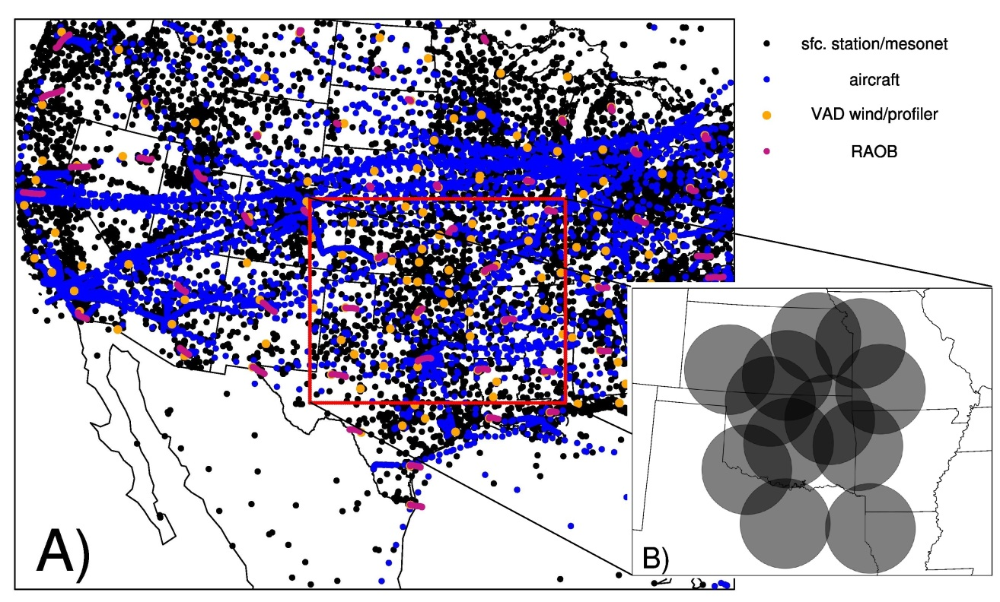 sfc. station/mesonet
aircraft
VAD wind/profiler
RAOB
A)
B)